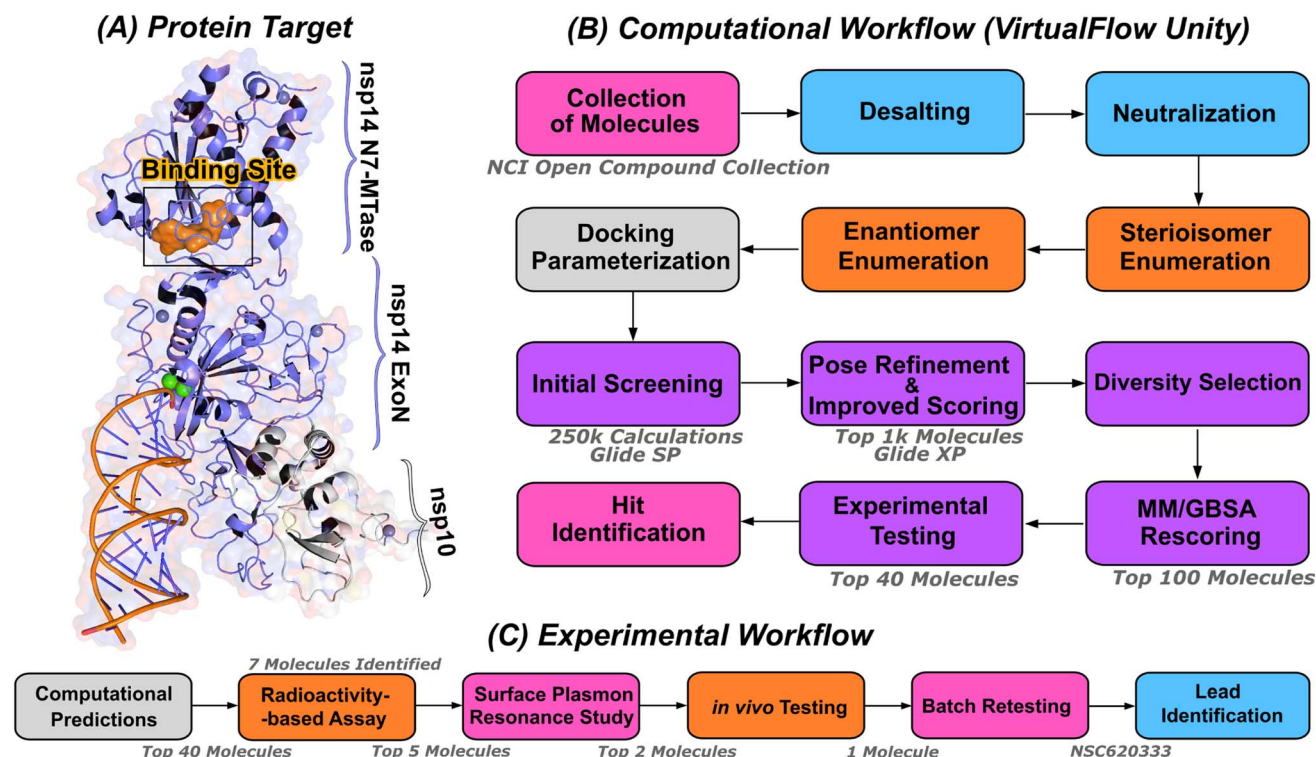 (A) Protein Target
nsp14 N7-MTase
Binding Site
nsp14 ExoN
nsp10
(B) Computational Workflow (VirtualFlow Unity)
Collection
of Molecules
NCI Open Compound Collection
Desalting
Neutralization
Docking
Parameterization
Enantiomer
Enumeration
Sterioisomer
Enumeration
Initial Screening
250k Calculations
Glide SP
Pose Refinement
&
Improved Scoring
Top 1k Molecules
Glide XP
Diversity Selection
Hit
Identification
Experimental
Testing
Top 40 Molecules
MM/GBSA
Rescoring
Top 100 Molecules
(C) Experimental Workflow
7 Molecules Identified
Computational
Predictions
Top 40 Molecules
Radioactivity-
-based Assay
Top 5 Molecules
Surface Plasmon
Resonance Study
Top 2 Molecules
in vivo Testing
1 Molecule
Batch Retesting
NSC620333
Lead
Identification